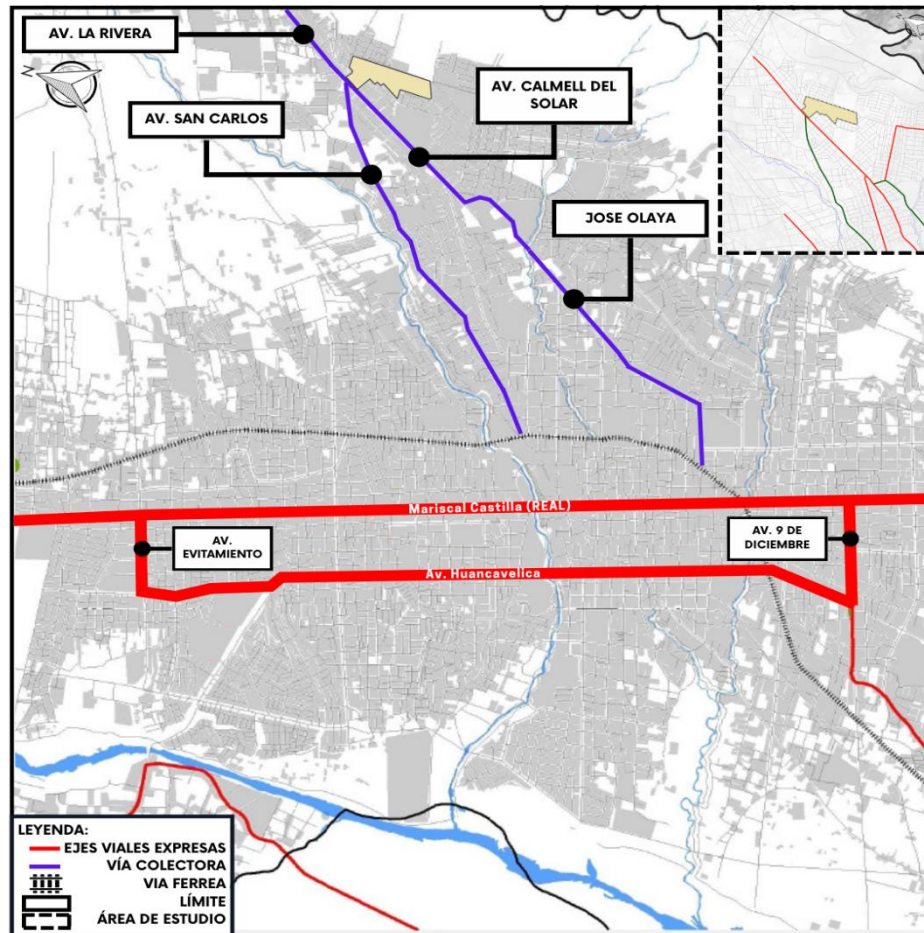 AV. LA RIVERA
N
AV. CALMELL DEL
SOLAR
AV. SAN CARLOS
JOSE OLAYA
Mariscal Castilla (REAL)
AV.
EVITAMIENTO
AV. 9 DE
DICIEMBRE
Av. Huancavelica
LEYENDA:
EJES VIALES EXPRESAS
VÍA COLECTORA
VIA FERREA
LÍMITE
ÁREA DE ESTUDIO